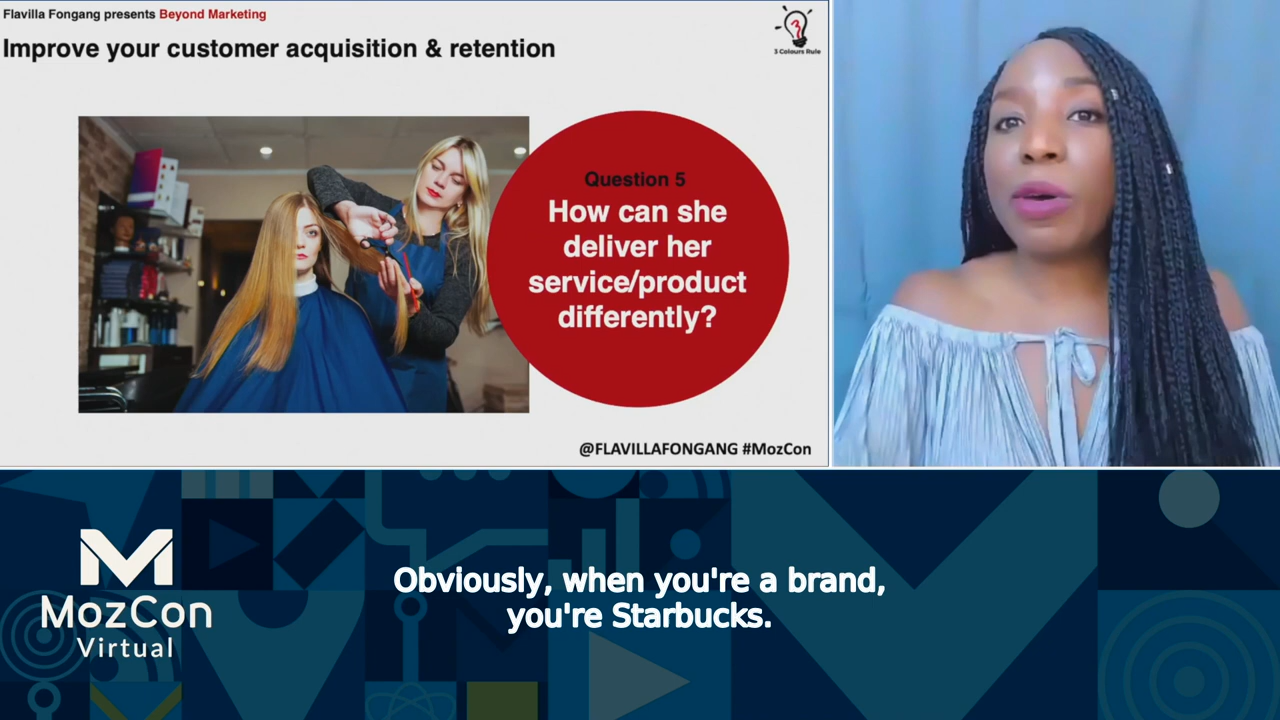 Flavilla Fongang presents Beyond Marketing
Improve your customer acquisition & retention
3
3 Colours Rule
Question 5
How can she
deliver her
service/product
differently?
@FLAVILLAFONGANG #MozCon
MozCon
Virtual
Obviously, when you're a brand,
you're Starbucks.